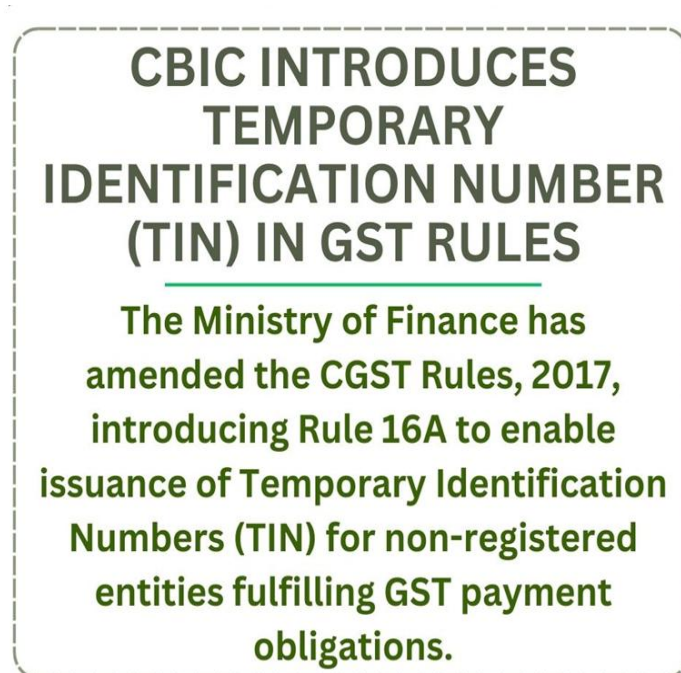 CBIC INTRODUCES
TEMPORARY
IDENTIFICATION NUMBER
(TIN) IN GST RULES
The Ministry of Finance has
amended the CGST Rules, 2017,
introducing Rule 16A to enable
issuance of Temporary Identification
Numbers (TIN) for non-registered
entities fulfilling GST payment
obligations.